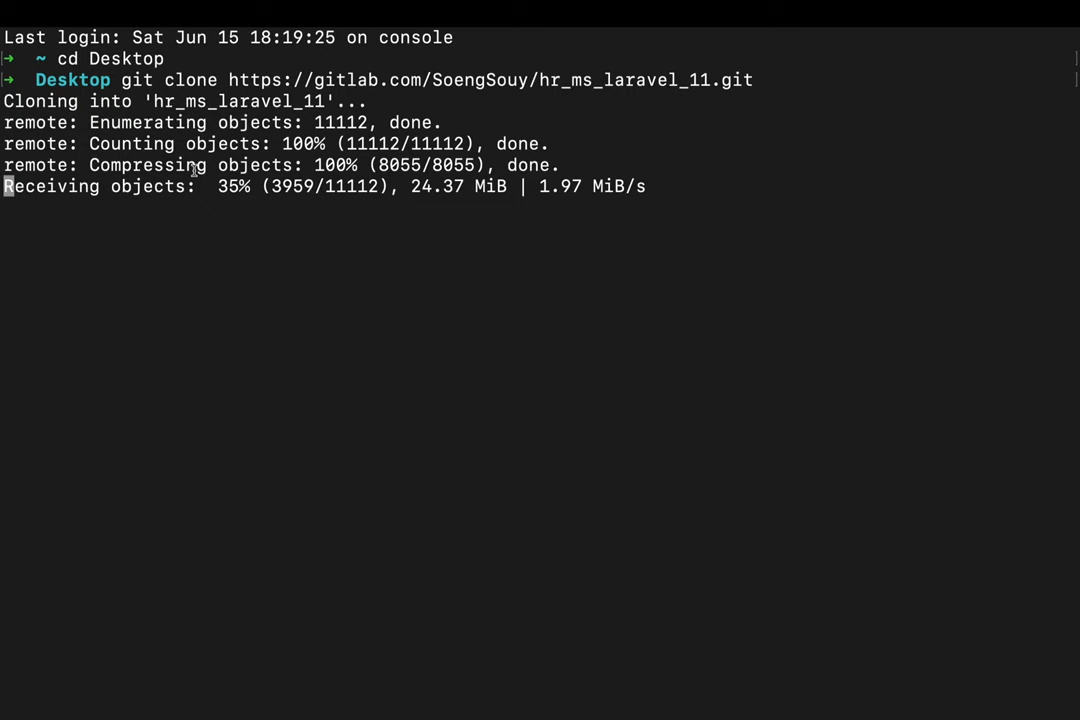 Last login: Sat Jun 15 18:19:25 on console
➜ ~ cd Desktop
➜ Desktop git clone https://gitlab.com/SoengSouy/hr_ms_laravel_11.git
Cloning into 'hr_ms_laravel_11'...
remote: Enumerating objects: 11112, done.
remote: Counting objects: 100% (11112/11112), done.
remote: Compressing objects: 100% (8055/8055), done.
Receiving objects:  35% (3959/11112), 24.37 MiB | 1.97 MiB/s